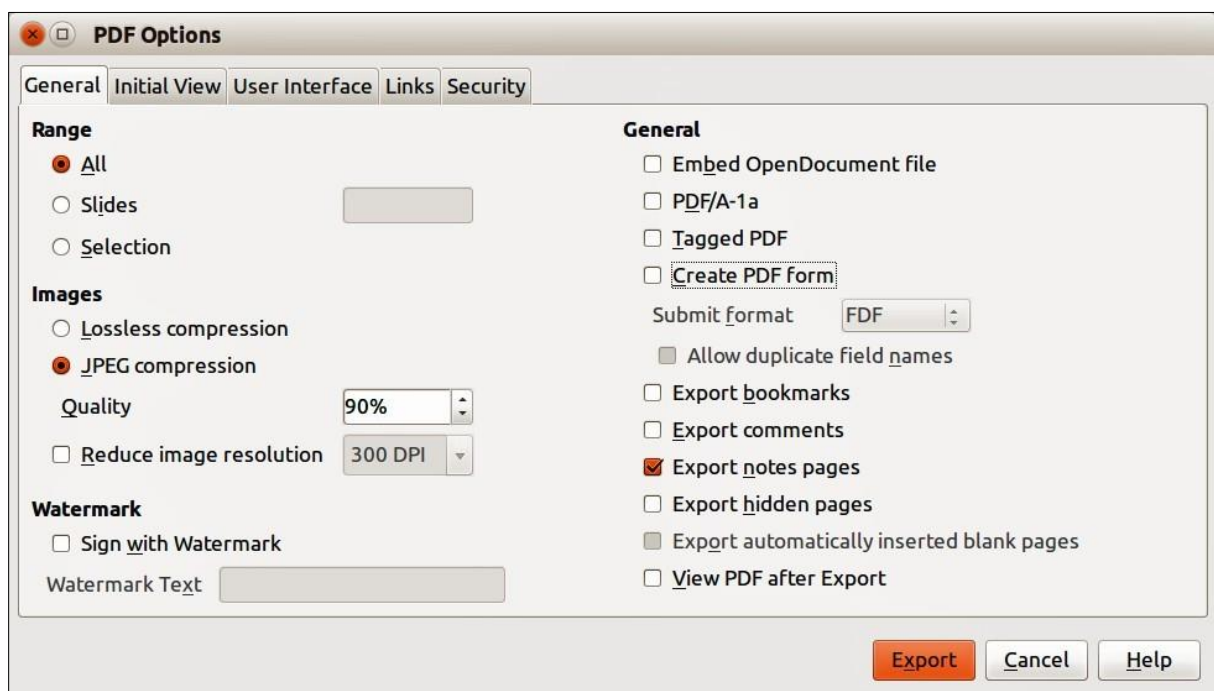 PDF Options
General Initial View User Interface Links Security
Range
All
Slides
Selection
Images
Lossless compression
JPEG compression
Quality 90%
Reduce image resolution 300 DPI
Watermark
Sign with Watermark
Watermark Text
General
Embed OpenDocument file
PDF/A-1a
Tagged PDF
Create PDF form
Submit format FDF
Allow duplicate field names
Export bookmarks
Export comments
Export notes pages
Export hidden pages
Export automatically inserted blank pages
View PDF after Export
Export Cancel Help